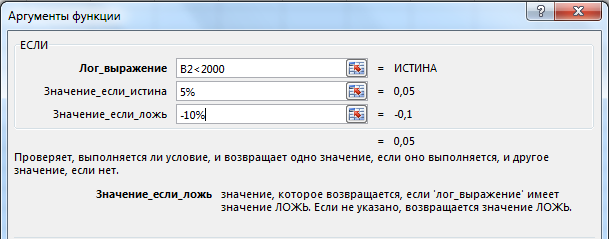 Аргументы функции
ЕСЛИ
Лог_выражение B2<2000 = ИСТИНА
Значение_если_истина 5% = 0,05
Значение_если_ложь -10% = -0,1
= 0,05
Проверяет, выполняется ли условие, и возвращает одно значение, если оно выполняется, и другое
значение, если нет.
Значение_если_ложь значение, которое возвращается, если 'лог_выражение' имеет
значение ЛОЖЬ. Если не указано, возвращается значение ЛОЖЬ.